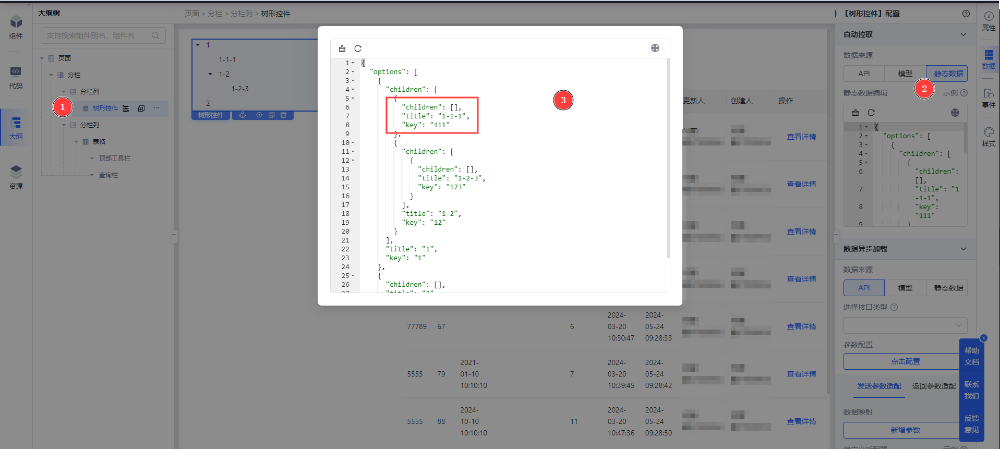 组件
代码
大纲
资源
大纲树
支持搜索组件别名、组件名
页面
分栏
分栏列
树形控件
分栏列
表格
顶部工具栏
查询栏
1
页面 > 分栏 > 分栏列 > 树形控件
1
1-1-1
1-2
1-2-3
2
树形控件
1 {
2 "options": [
3 {
4 "children": [
5 {
6 "children": [],
7 "title": "1-1-1",
8 "key": "111"
9 },
10 {
11 "children": [
12 {
13 "children": [],
14 "title": "1-2-3",
15 "key": "123"
16 }
17 ],
18 "title": "1-2",
19 "key": "12"
20 }
21 ],
22 "title": "1",
23 "key": "1"
24 },
25 {
26 "children": [],
3
更新人 创建人 操作
查看详情
查看详情
查看详情
查看详情
77789 67 6 2024-03-20 10:30:47 2024-05-24 09:28:33 查看详情
5555 79 2021-01-10 10:10:10 7 2024-03-20 10:39:45 2024-05-24 09:28:42 查看详情
5555 88 2024-10-10 10:10:10 11 2024-03-20 10:47:36 2024-05-24 09:28:50 查看详情
【树形控件】配置
自动拉取
数据来源
API 模型 静态数据
2
静态数据编辑 示例
1 {
2 "options": [
3 {
4 "children": [
5 {
6 "children":
[],
7 "title": "1
-1-1",
8 "key":
"111"
9 },
数据异步加载
数据来源
API 模型 静态数据
选择接口类型
参数配置
点击配置
发送参数适配 返回参数适配
数据映射
新增参数
属性
数据
事件
样式
帮助
文档
联系
我们
反馈
意见